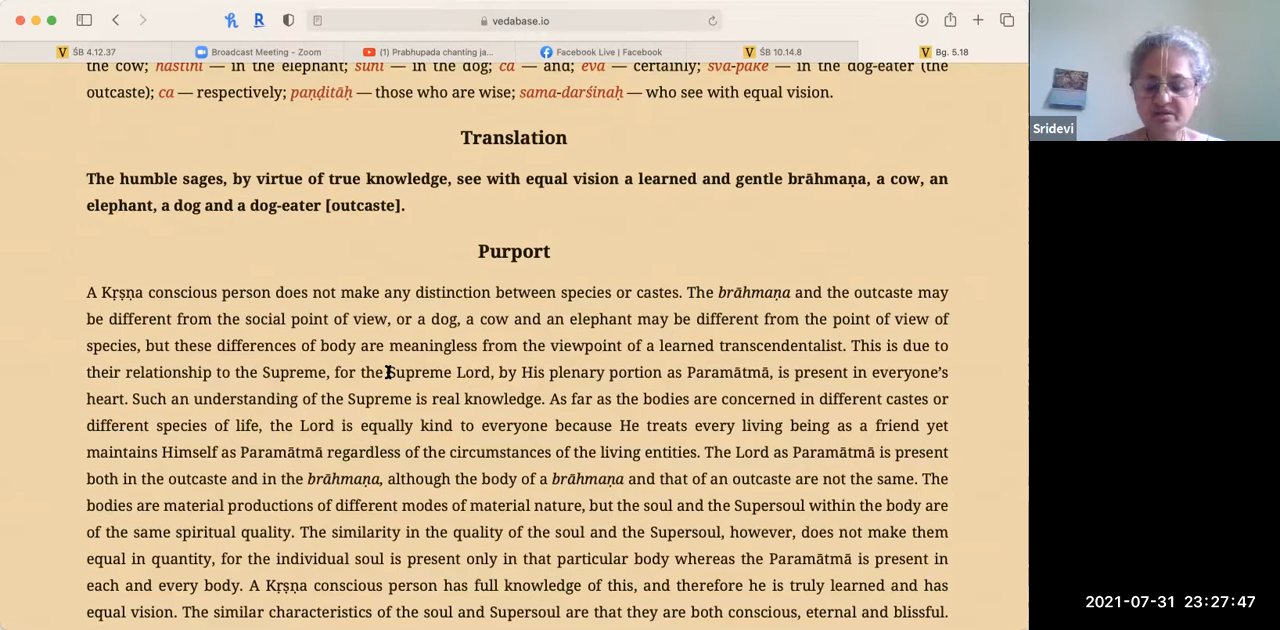 vedabase.io
ŚB 4.12.37
Broadcast Meeting - Zoom
(1) Prabhupada chanting ja...
Facebook Live | Facebook
ŚB 10.14.8
Bg. 5.18
the cow; hastini — in the elephant; śuni — in the dog; ca — and; eva — certainly; śva-pāke — in the dog-eater (the
outcaste); ca — respectively; paṇḍitāḥ — those who are wise; sama-darśinaḥ — who see with equal vision.
Translation
The humble sages, by virtue of true knowledge, see with equal vision a learned and gentle brāhmaṇa, a cow, an
elephant, a dog and a dog-eater [outcaste].
Purport
A Kṛṣṇa conscious person does not make any distinction between species or castes. The brāhmaṇa and the outcaste may
be different from the social point of view, or a dog, a cow and an elephant may be different from the point of view of
species, but these differences of body are meaningless from the viewpoint of a learned transcendentalist. This is due to
their relationship to the Supreme, for the Supreme Lord, by His plenary portion as Paramātmā, is present in everyone’s
heart. Such an understanding of the Supreme is real knowledge. As far as the bodies are concerned in different castes or
different species of life, the Lord is equally kind to everyone because He treats every living being as a friend yet
maintains Himself as Paramātmā regardless of the circumstances of the living entities. The Lord as Paramātmā is present
both in the outcaste and in the brāhmaṇa, although the body of a brāhmaṇa and that of an outcaste are not the same. The
bodies are material productions of different modes of material nature, but the soul and the Supersoul within the body are
of the same spiritual quality. The similarity in the quality of the soul and the Supersoul, however, does not make them
equal in quantity, for the individual soul is present only in that particular body whereas the Paramātmā is present in
each and every body. A Kṛṣṇa conscious person has full knowledge of this, and therefore he is truly learned and has
equal vision. The similar characteristics of the soul and Supersoul are that they are both conscious, eternal and blissful.
Sridevi
2021-07-31 23:27:47